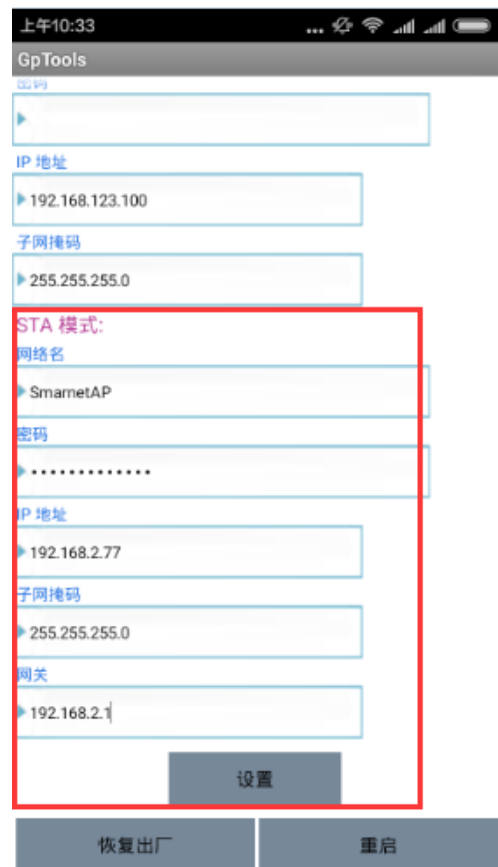 上午10:33
...
GpTools
密码
IP 地址
192.168.123.100
子网掩码
255.255.255.0
STA 模式:
网络名
SmarnetAP
密码
•••••••••••••
IP 地址
192.168.2.77
子网掩码
255.255.255.0
网关
192.168.2.1
设置
恢复出厂
重启